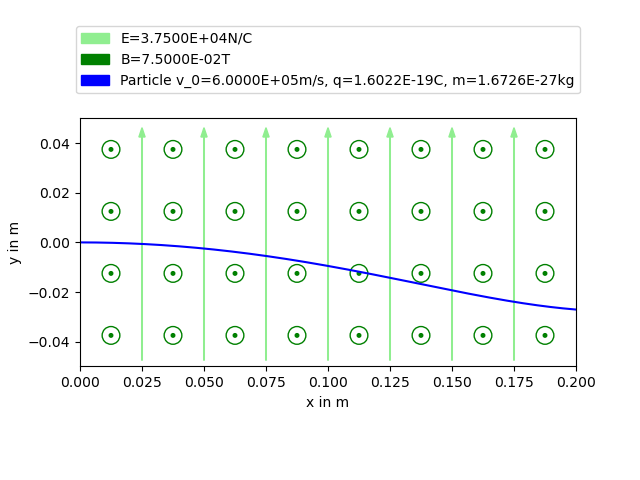 E=3.7500E+04N/C
B=7.5000E-02T
Particle v_0=6.0000E+05m/s, q=1.6022E-19C, m=1.6726E-27kg
0.04
0.02
0.00
−0.02
−0.04
y in m
0.000 0.025 0.050 0.075 0.100 0.125 0.150 0.175 0.200
x in m